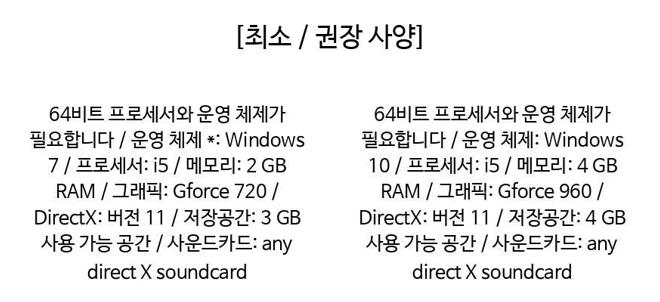 [최소 / 권장 사양]
64비트 프로세서와 운영 체제가
필요합니다 / 운영 체제 *: Windows
7 / 프로세서: i5 / 메모리: 2 GB
RAM / 그래픽: Gforce 720 /
DirectX: 버전 11 / 저장공간: 3 GB
사용 가능 공간 / 사운드카드: any
direct X soundcard
64비트 프로세서와 운영 체제가
필요합니다 / 운영 체제: Windows
10 / 프로세서: i5 / 메모리: 4 GB
RAM / 그래픽: Gforce 960 /
DirectX: 버전 11 / 저장공간: 4 GB
사용 가능 공간 / 사운드카드: any
direct X soundcard